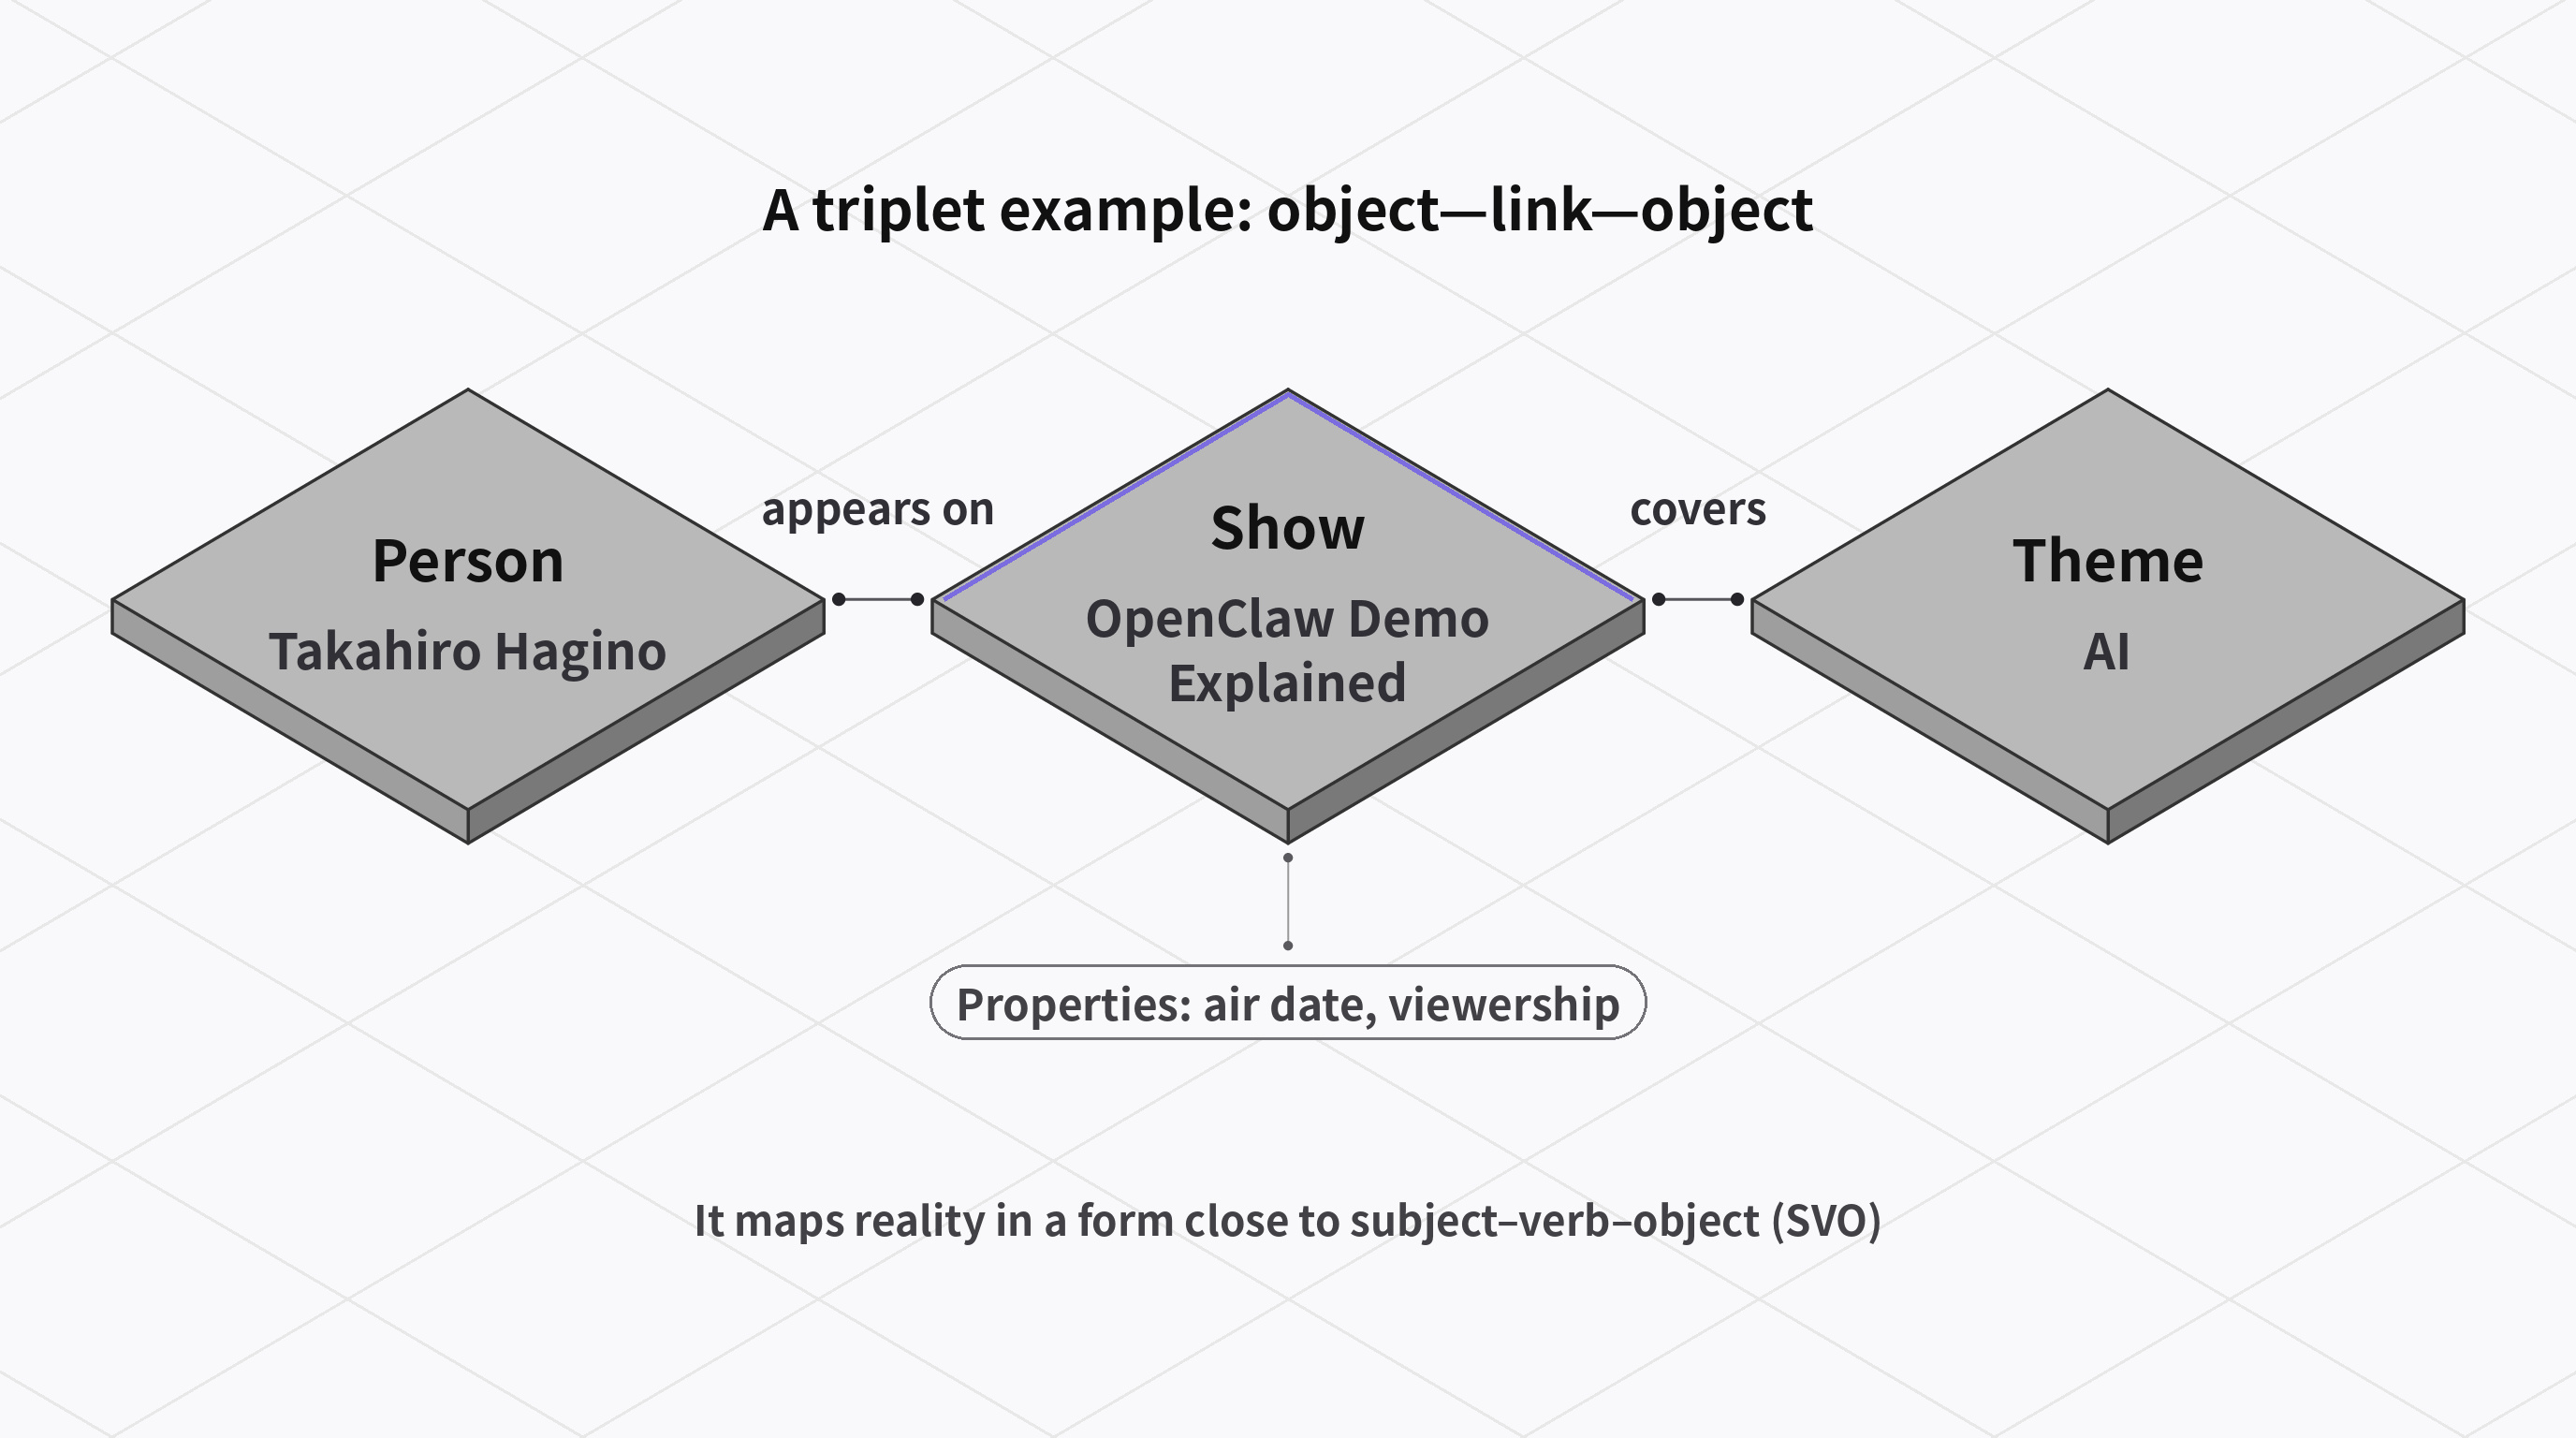 A triplet example: object—link—object
appears on
covers
Person
Takahiro Hagino
Show
OpenClaw Demo
Explained
Theme
AI
Properties: air date, viewership
It maps reality in a form close to subject–verb–object (SVO)